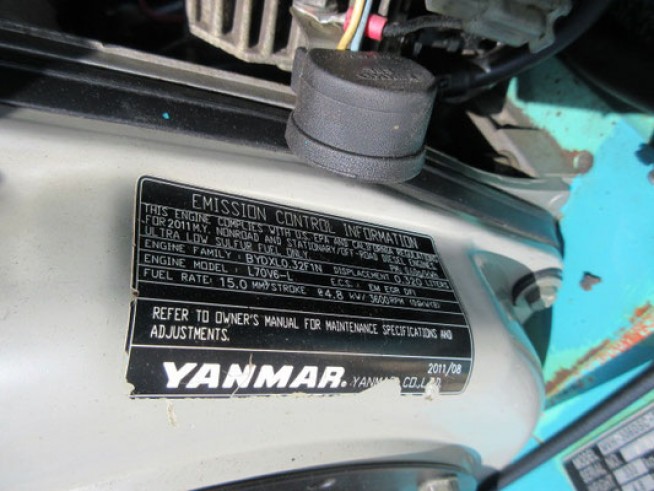 EMISSION CONTROL INFORMATION
THIS ENGINE COMPLIES WITH U.S. EPA AND CALIFORNIA REGULATIONS
FOR 2011 M.Y. NONROAD AND STATIONARY/OFF-ROAD DIESEL ENGINES.
ULTRA LOW SULFUR FUEL ONLY.
ENGINE FAMILY: BYDXL0.32F1N DISPLACEMENT 0.320 LITERS
ENGINE MODEL: L70V6-L E.C.S. EM EGR DFI
FUEL RATE: 15.0 MM³/STROKE @4.8 kW/ 3600RPM
REFER TO OWNER'S MANUAL FOR MAINTENANCE SPECIFICATIONS AND
ADJUSTMENTS.
2011/08
YANMAR. YANMAR CO.,LTD.